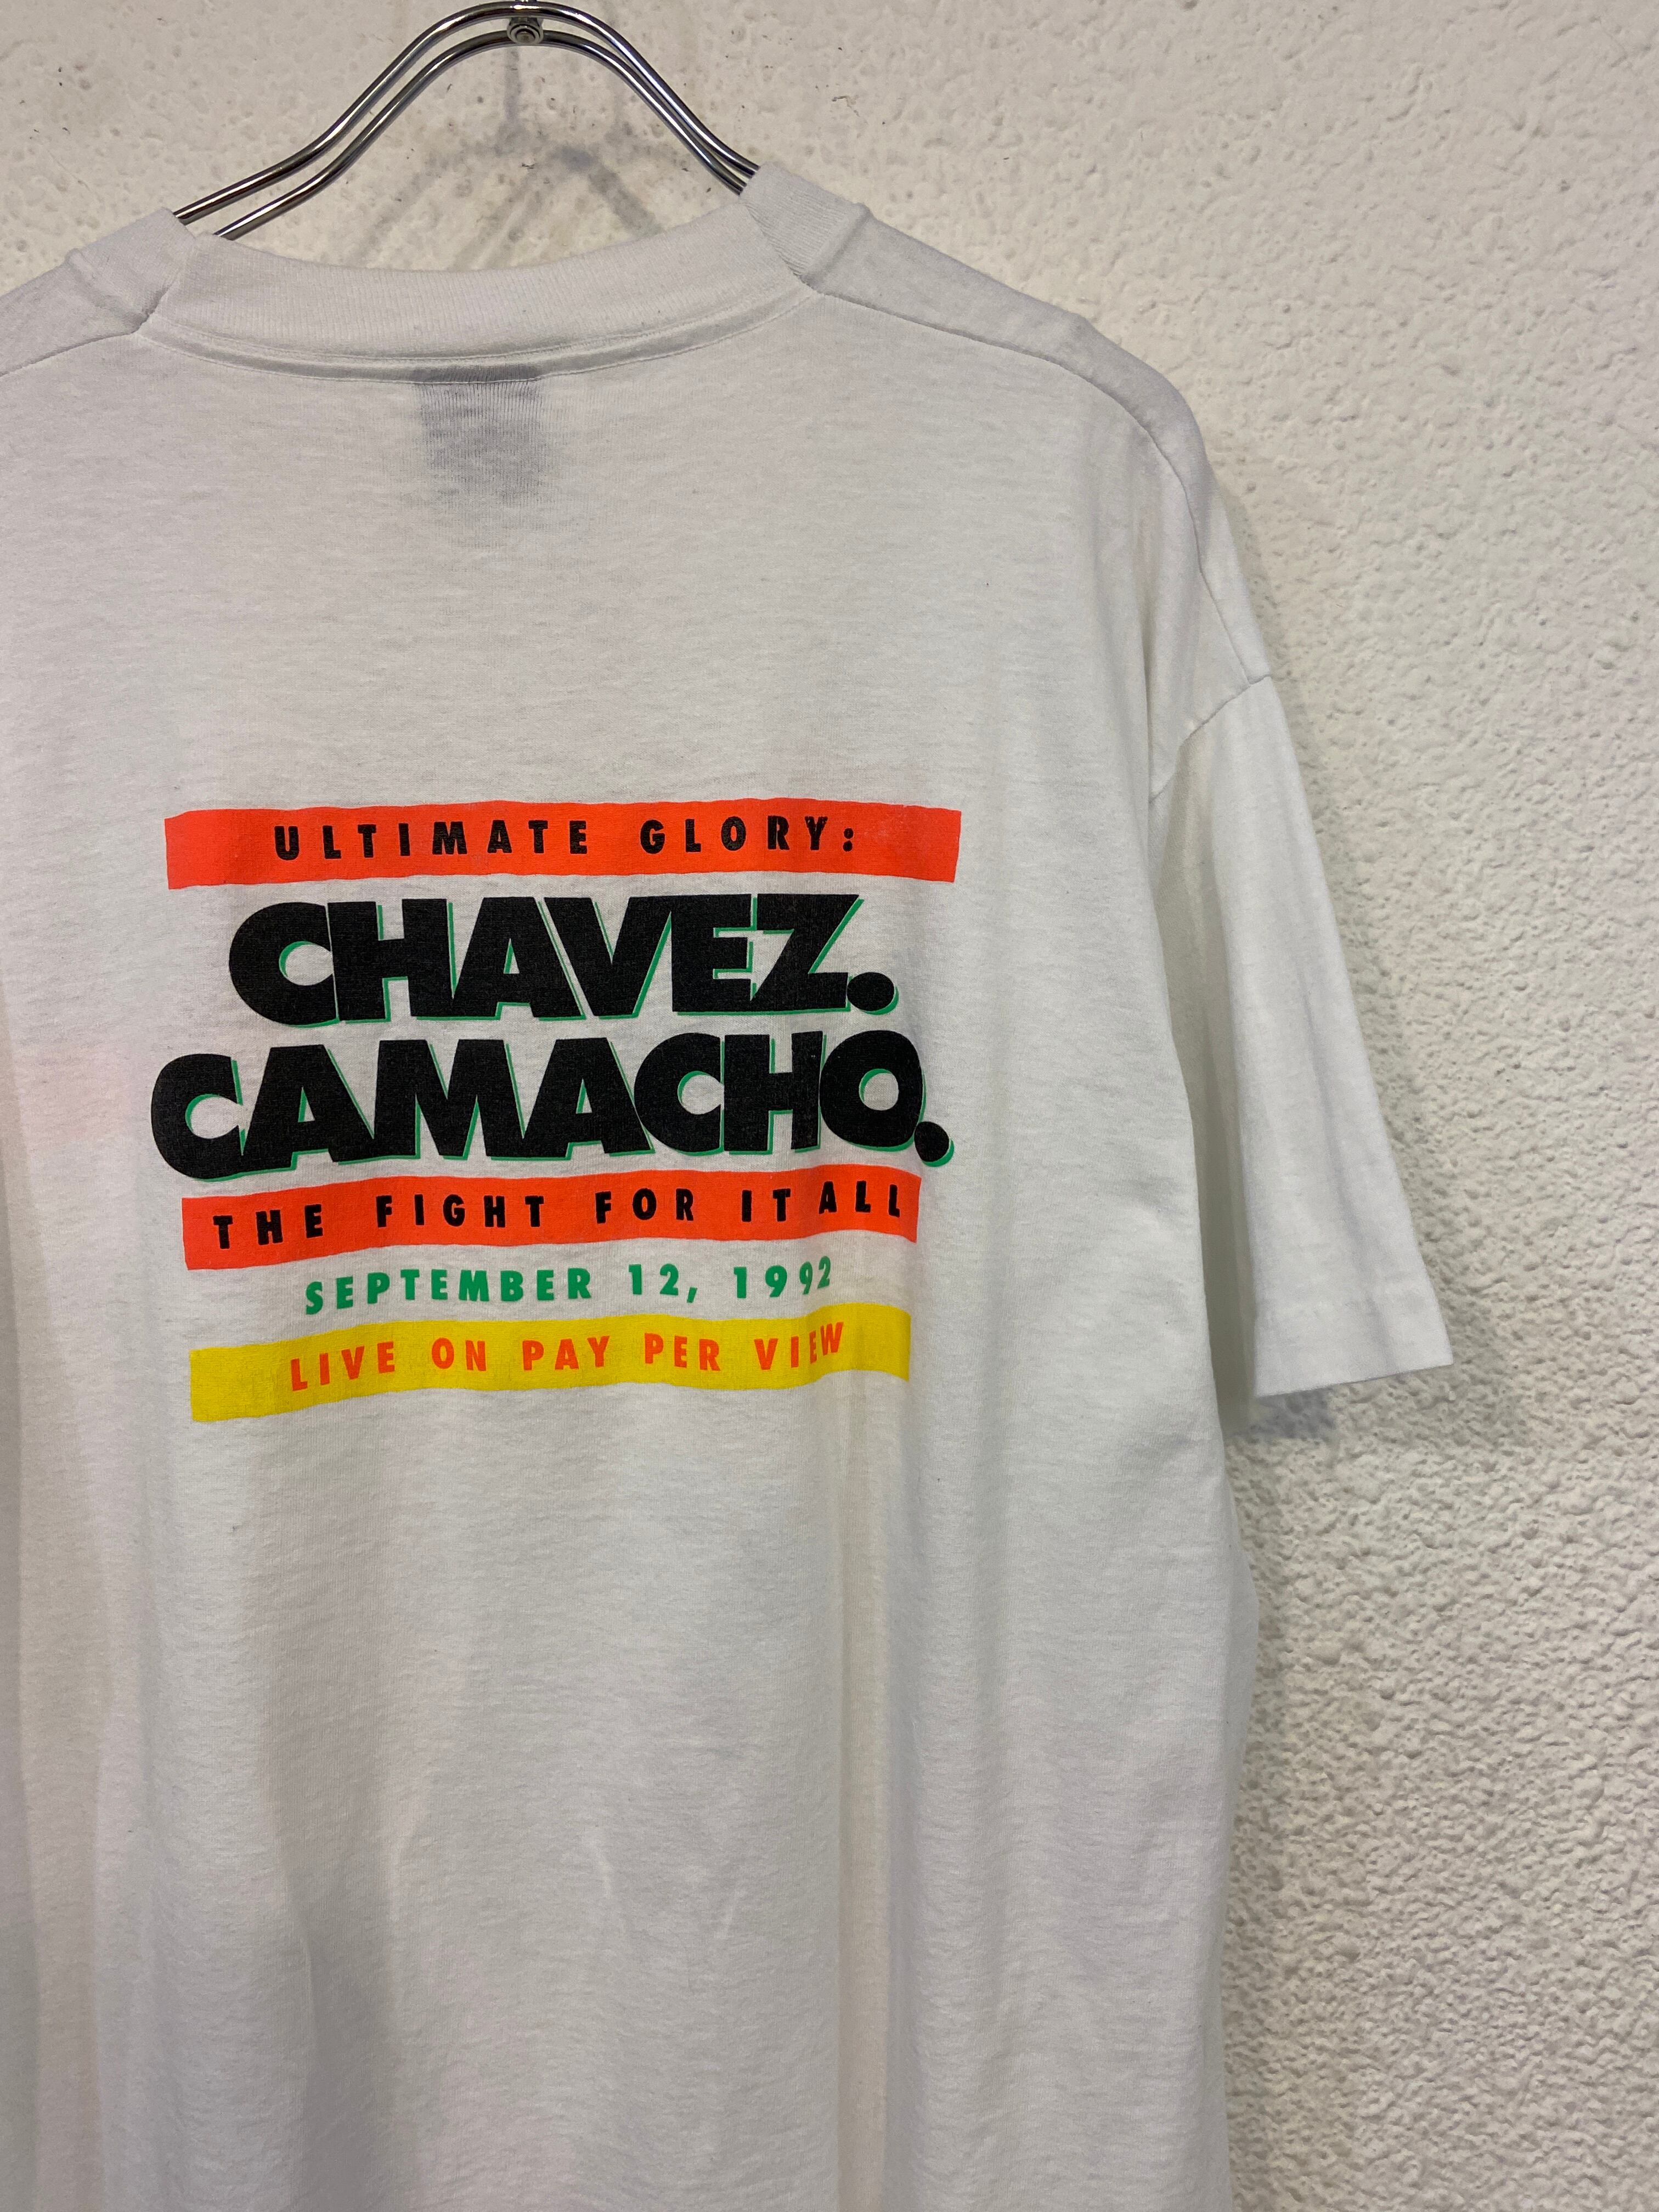 ULTIMATE GLORY:
CHAVEZ.
CAMACHO.
THE FIGHT FOR IT ALL
SEPTEMBER 12, 1992
LIVE ON PAY PER VIEW